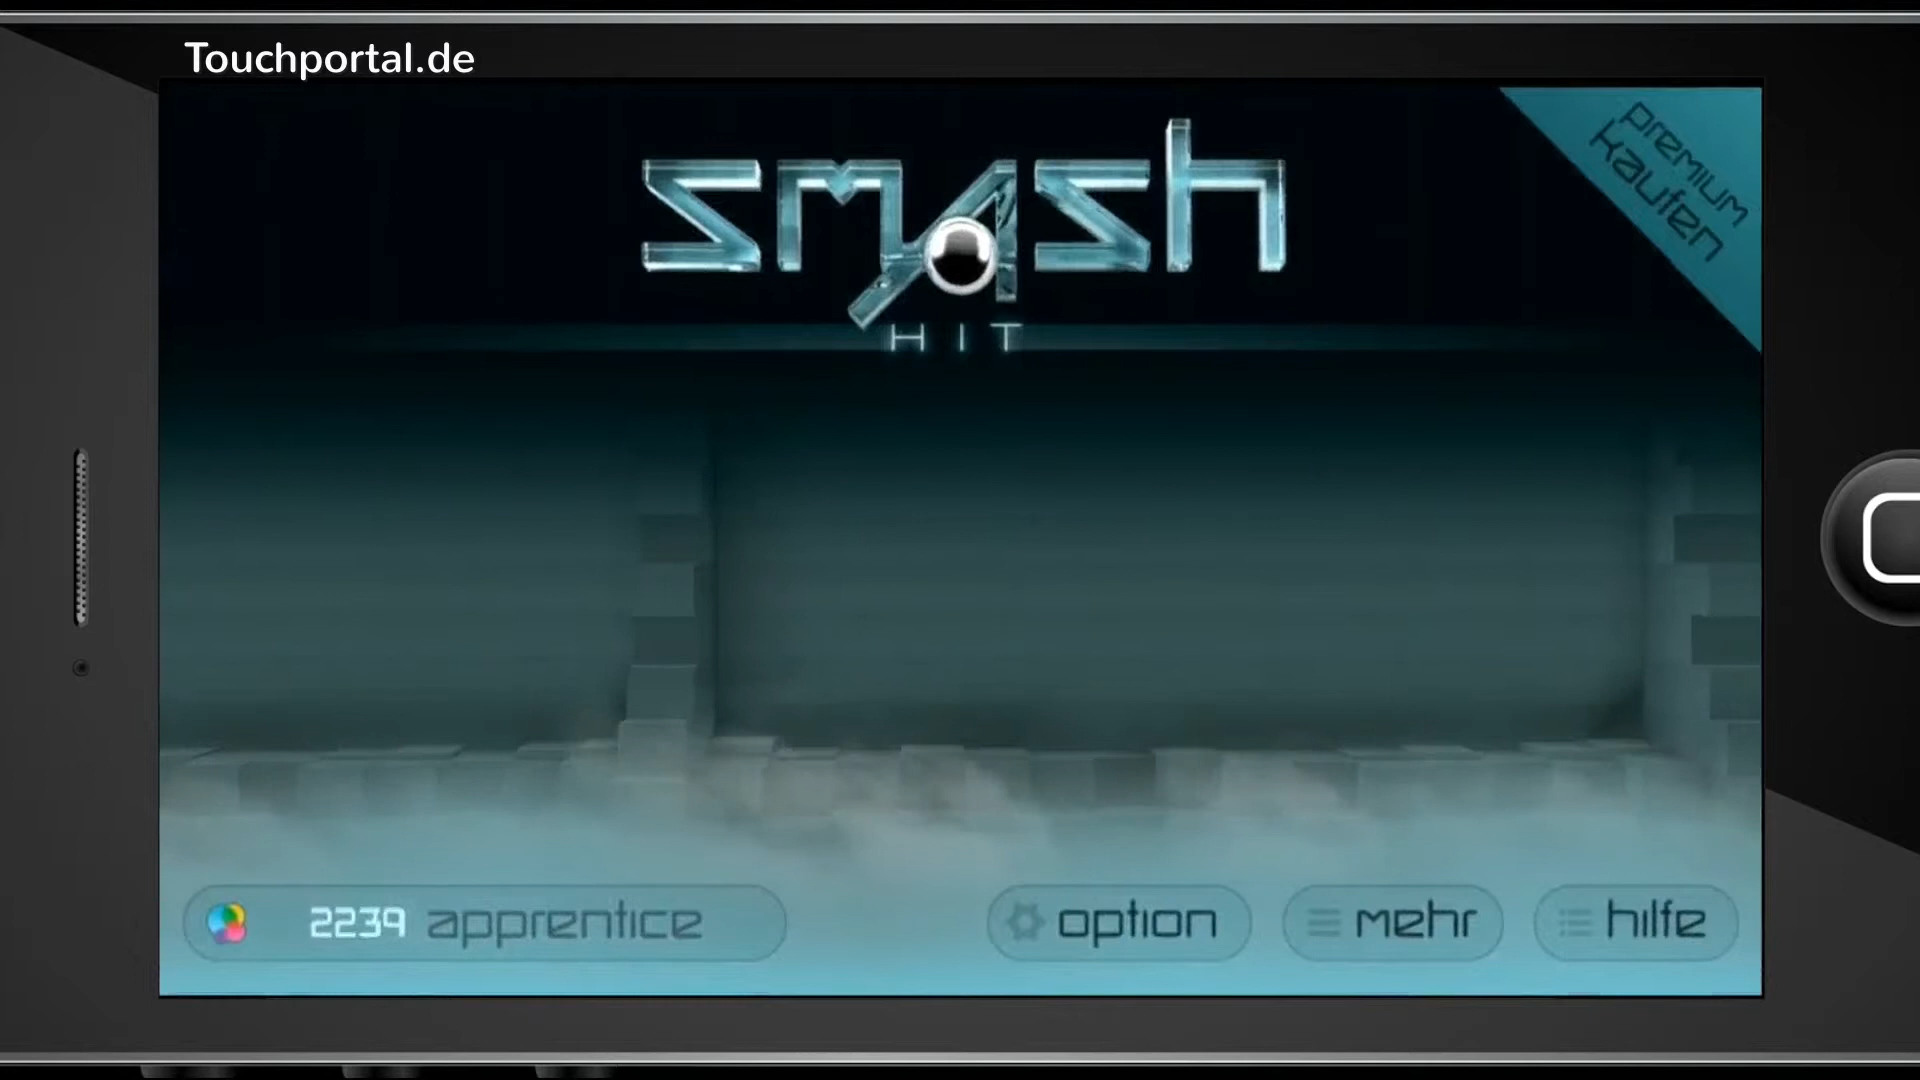 Touchportal.de
smash
HIT
premium
kaufen
2239 apprentice
option
mehr
hilfe